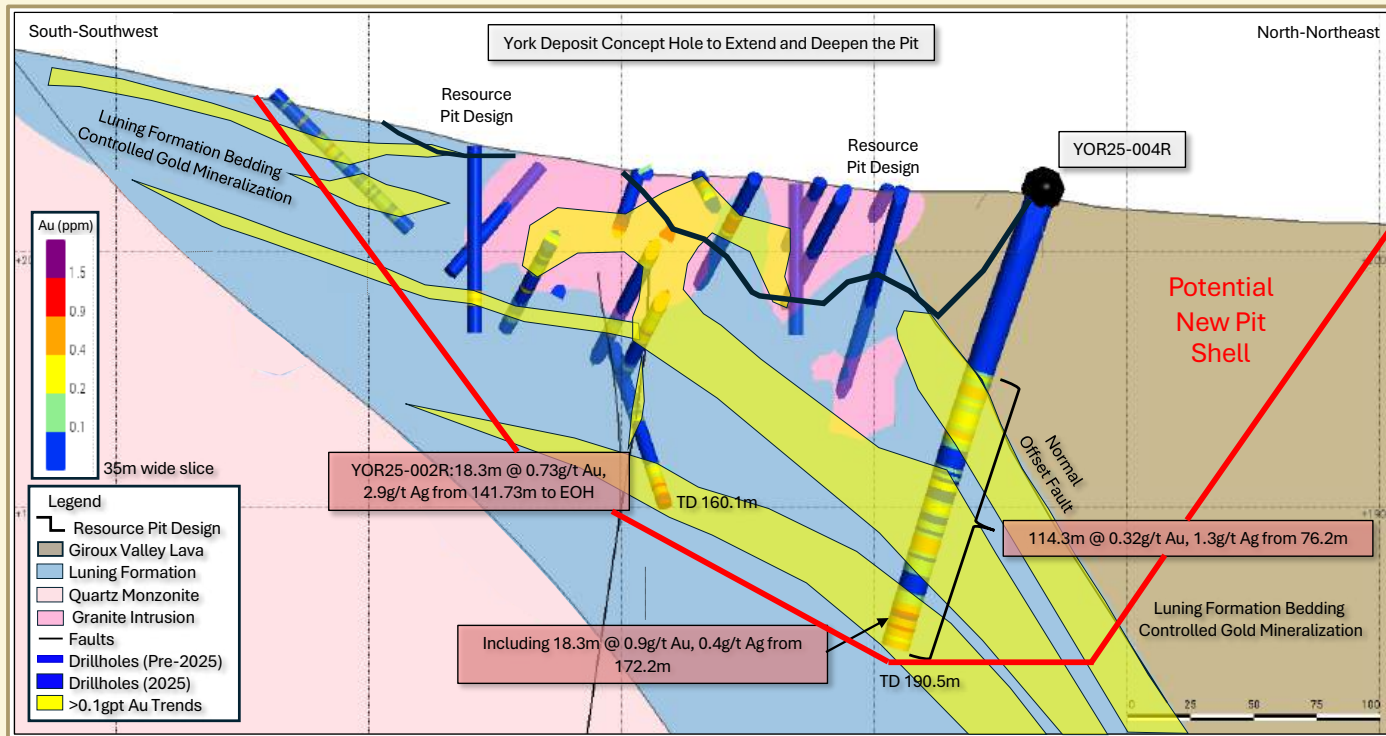 South-Southwest
York Deposit Concept Hole to Extend and Deepen the Pit
North-Northeast
Resource
Pit Design
Luning Formation Bedding
Controlled Gold Mineralization
Resource
Pit Design
YOR25-004R
Au (ppm)
1.5
0.9
0.4
0.2
0.1
35m wide slice
Potential
New Pit
Shell
Normal
Offset Fault
YOR25-002R:18.3m @ 0.73g/t Au,
2.9g/t Ag from 141.73m to EOH
TD 160.1m
114.3m @ 0.32g/t Au, 1.3g/t Ag from 76.2m
Including 18.3m @ 0.9g/t Au, 0.4g/t Ag from
172.2m
TD 190.5m
Luning Formation Bedding
Controlled Gold Mineralization
Legend
Resource Pit Design
Giroux Valley Lava
Luning Formation
Quartz Monzonite
Granite Intrusion
Faults
Drillholes (Pre-2025)
Drillholes (2025)
>0.1gpt Au Trends
0 25 50 75 100